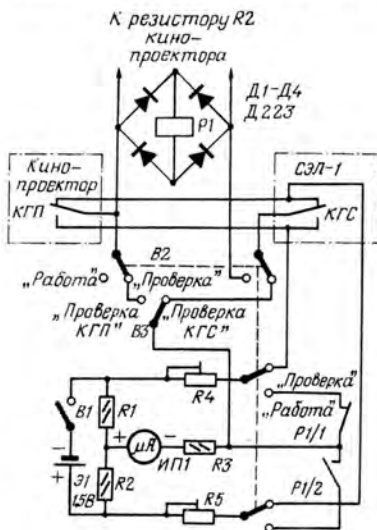 К резистору R2
кино-
проектора
Д1-Д4
Д223
Р1
Кино-
проектор
КГП
СЭЛ-1
КГС
В2
„Работа"
„Проверка"
„Проверка
КГП"
В3
„Проверка
КГС"
„Проверка"
„Работа"
Р1/1
В1
R1
R4
+
μА
-
ИП1
R3
-
+
Э1
1,5В
R2
R5
Р1/2